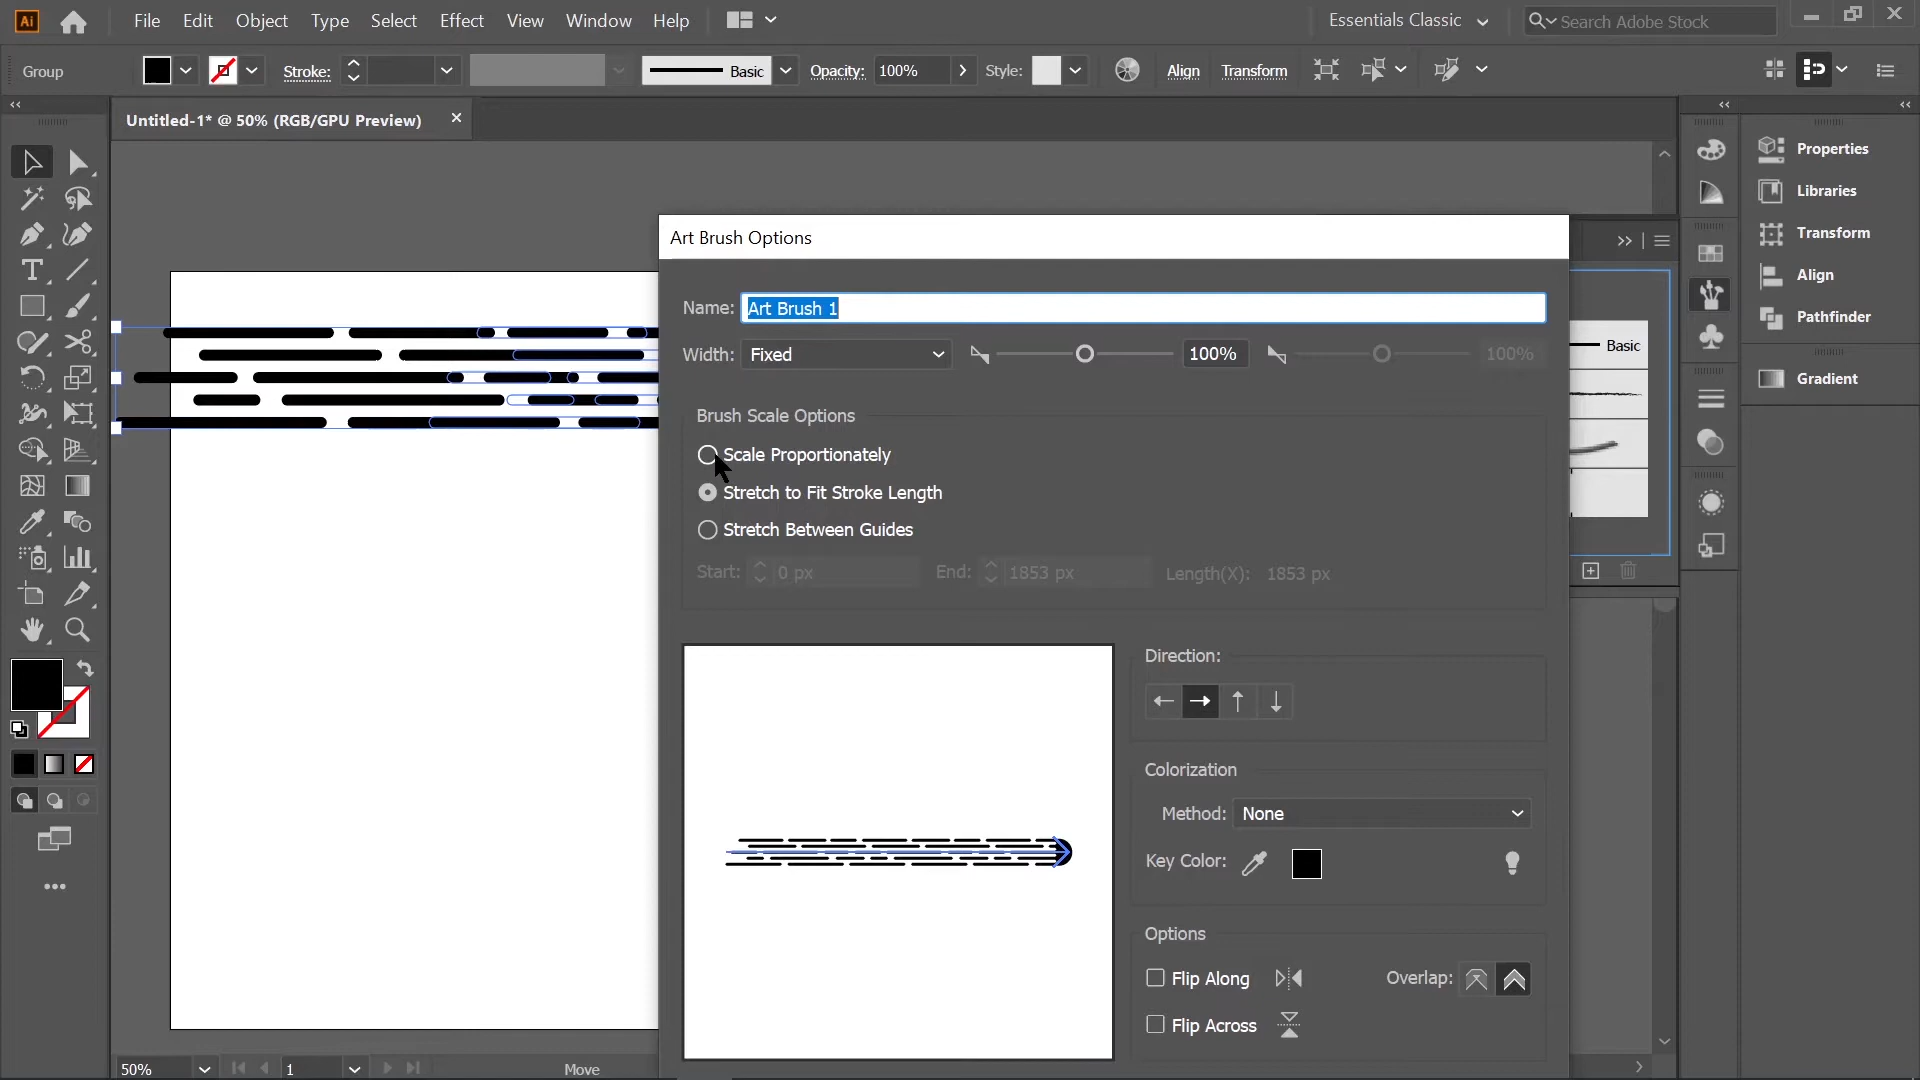 Ai File Edit Object Type Select Effect View Window Help Essentials Classic Search Adobe Stock
Group Stroke: Basic Opacity: 100% Style: Align Transform
Untitled-1* @ 50% (RGB/GPU Preview)
Properties
Libraries
Transform
Align
Pathfinder
Gradient
Basic
Art Brush Options
Name: Art Brush 1
Width: Fixed 100% 100%
Brush Scale Options
Scale Proportionately
Stretch to Fit Stroke Length
Stretch Between Guides
Start: 0 px End: 1853 px Length(X): 1853 px
Direction:
Colorization
Method: None
Key Color:
Options
Flip Along Overlap:
Flip Across
50% 1 Move